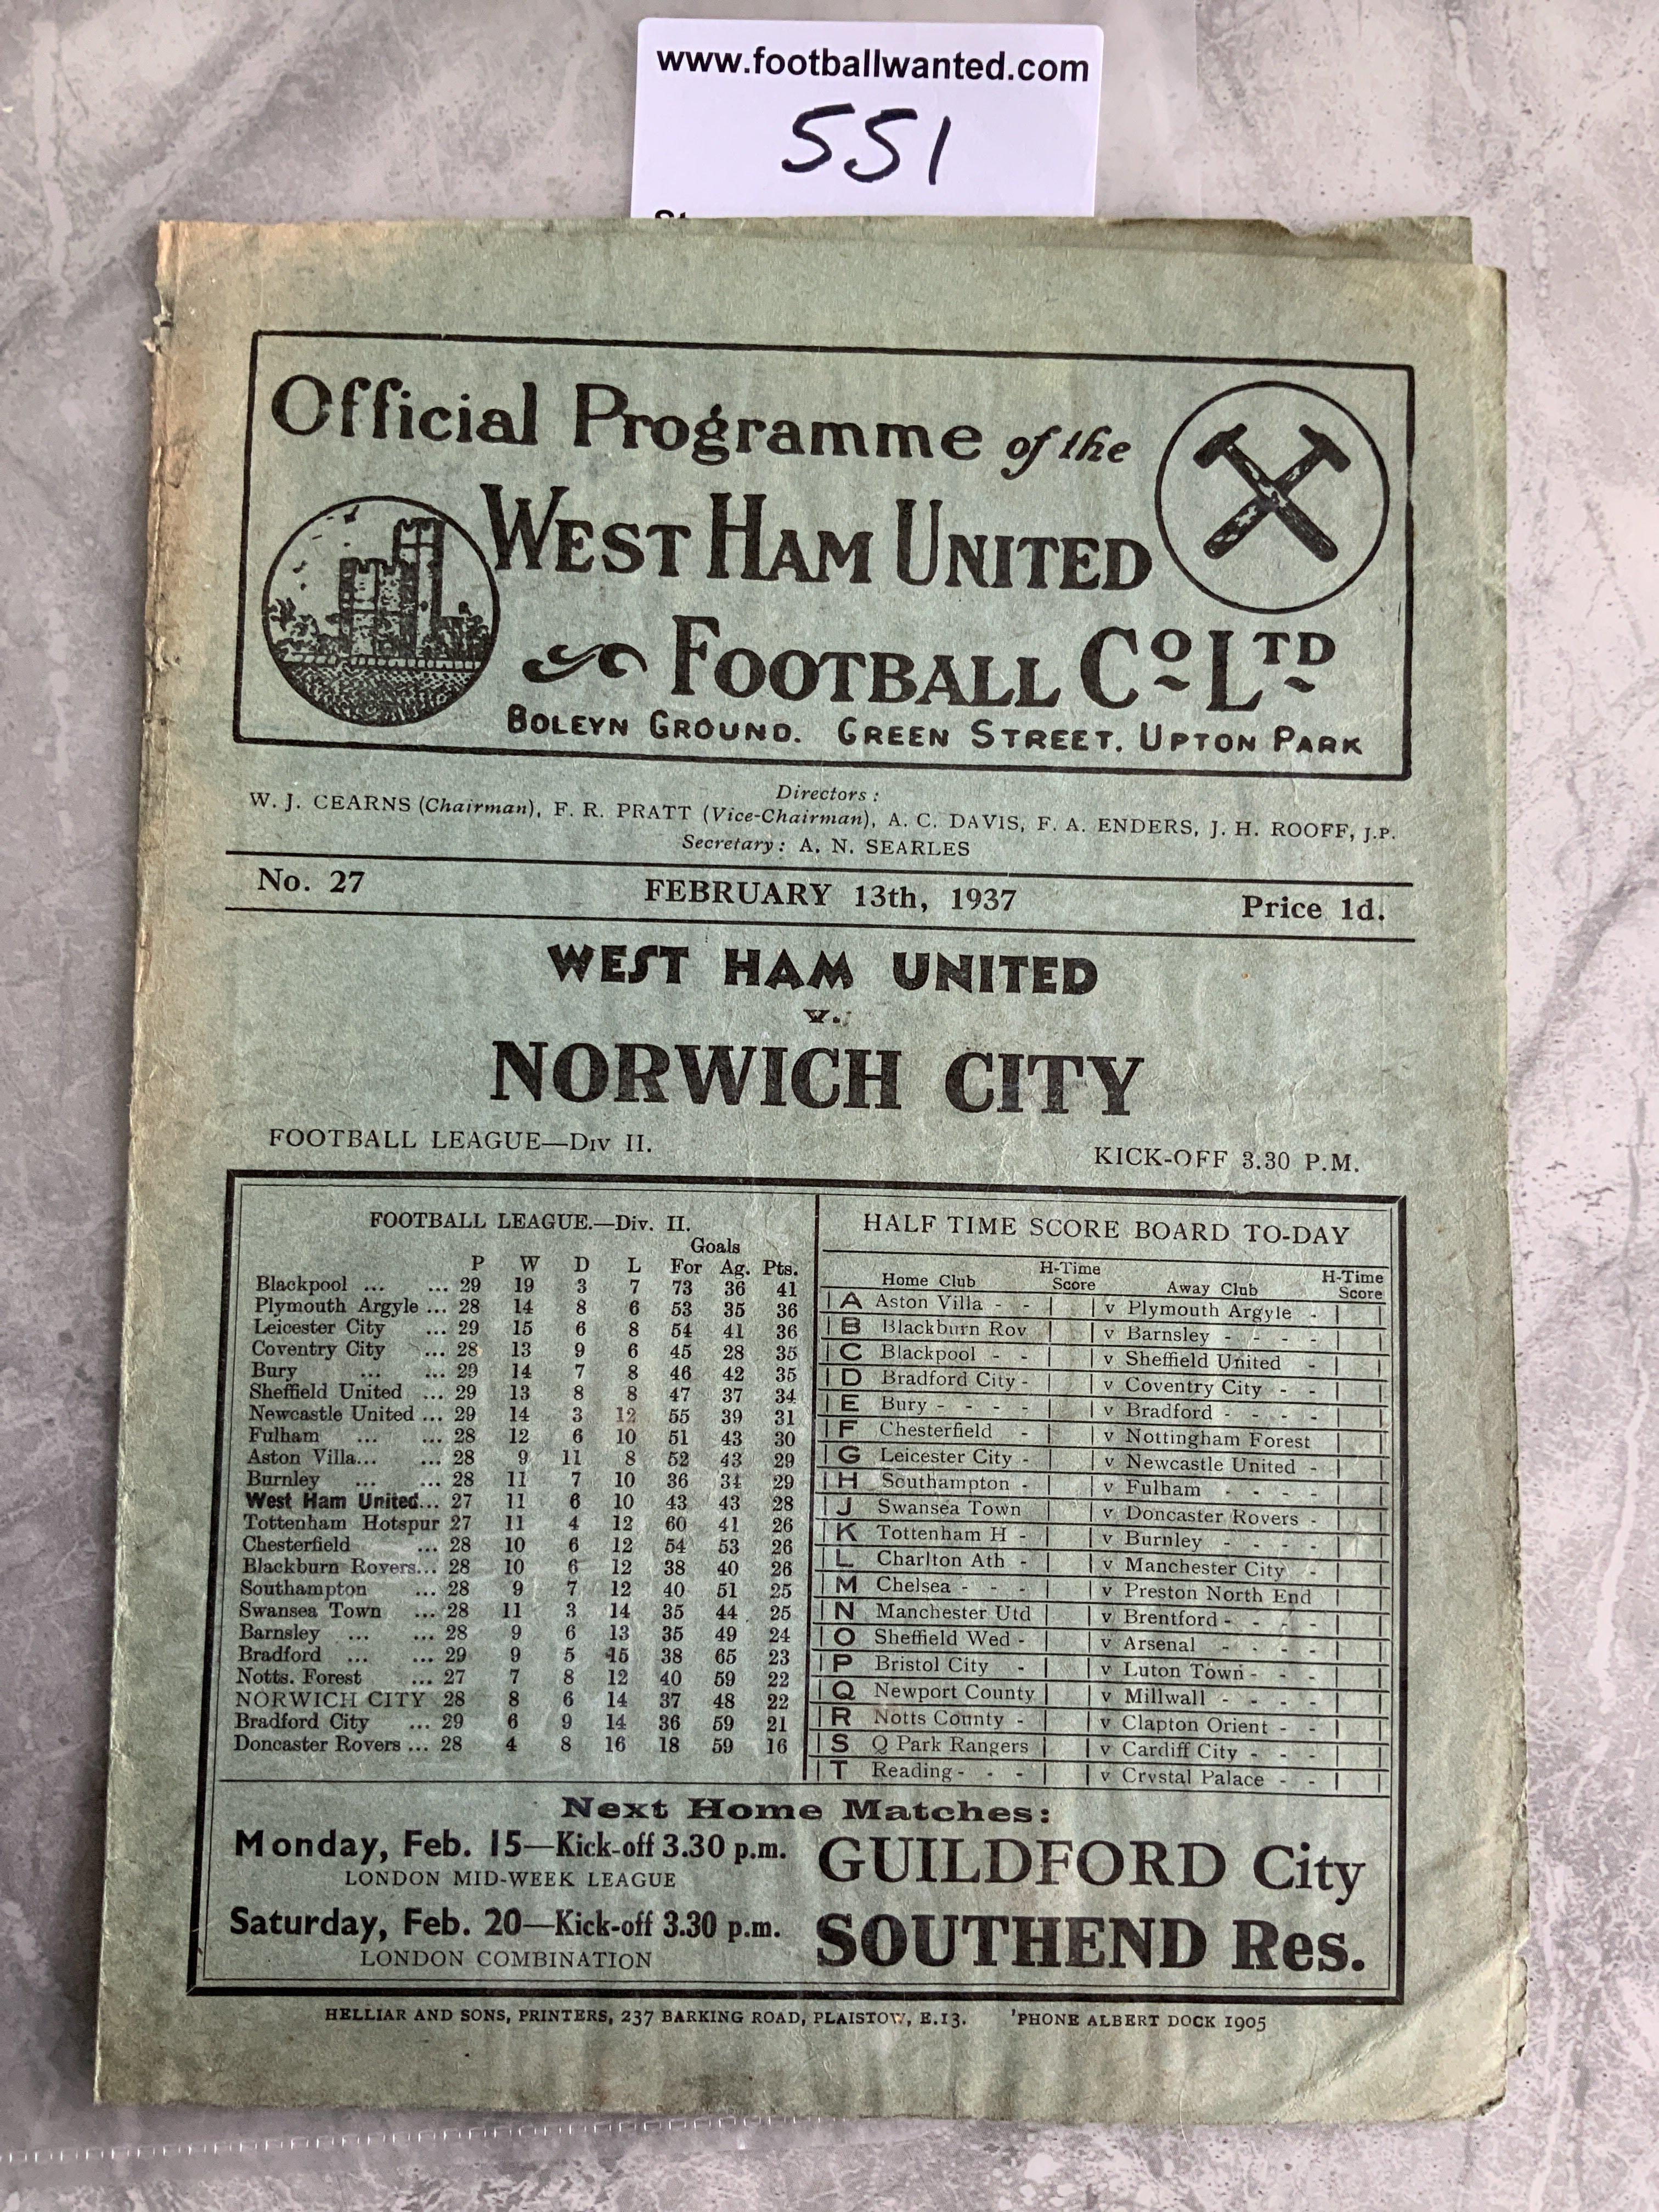 www.footballwanted.com
551
Official Programme of the
WEST HAM UNITED
FOOTBALL Co LTD
BOLEYN GROUND. GREEN STREET. UPTON PARK
Directors :
W. J. CEARNS (Chairman), F. R. PRATT (Vice-Chairman), A. C. DAVIS, F. A. ENDERS, J. H. ROOFF, J.P.
Secretary : A. N. SEARLES
No. 27 FEBRUARY 13th, 1937 Price 1d.
WEST HAM UNITED
v.
NORWICH CITY
FOOTBALL LEAGUE—Div II. KICK-OFF 3.30 P.M.
FOOTBALL LEAGUE.—Div. II.
Goals
P W D L For Ag. Pts.
Blackpool ... ... 29 19 3 7 73 36 41
Plymouth Argyle ... 28 14 8 6 53 35 36
Leicester City ... 29 15 6 8 54 41 36
Coventry City ... 28 13 9 6 45 28 35
Bury ... ... 29 14 7 8 46 42 35
Sheffield United ... 29 13 8 8 47 37 34
Newcastle United ... 29 14 3 12 55 39 31
Fulham ... ... 28 12 6 10 51 43 30
Aston Villa... ... 28 9 11 8 52 43 29
Burnley ... ... 28 11 7 10 36 34 29
West Ham United... 27 11 6 10 43 43 28
Tottenham Hotspur 27 11 4 12 60 41 26
Chesterfield ... 28 10 6 12 54 53 26
Blackburn Rovers... 28 10 6 12 38 40 26
Southampton ... 28 9 7 12 40 51 25
Swansea Town ... 28 11 3 14 35 44 25
Barnsley ... ... 28 9 6 13 35 49 24
Bradford ... ... 29 9 5 15 38 65 23
Notts. Forest ... 27 7 8 12 40 59 22
NORWICH CITY 28 8 6 14 37 48 22
Bradford City ... 29 6 9 14 36 59 21
Doncaster Rovers ... 28 4 8 16 18 59 16
HALF TIME SCORE BOARD TO-DAY
Home Club H-Time Score Away Club H-Time Score
A Aston Villa - - v Plymouth Argyle -
B Blackburn Rov v Barnsley - - - -
C Blackpool - - v Sheffield United -
D Bradford City - v Coventry City - -
E Bury - - - - v Bradford - - - -
F Chesterfield - v Nottingham Forest
G Leicester City - v Newcastle United -
H Southampton - v Fulham - - - -
J Swansea Town v Doncaster Rovers -
K Tottenham H - v Burnley - - - -
L Charlton Ath - v Manchester City -
M Chelsea - - - v Preston North End
N Manchester Utd v Brentford - - - -
O Sheffield Wed - v Arsenal - - - -
P Bristol City - v Luton Town - - -
Q Newport County v Millwall - - - -
R Notts County - v Clapton Orient - -
S Q Park Rangers v Cardiff City - - -
T Reading - - - v Crystal Palace - -
Next Home Matches:
Monday, Feb. 15—Kick-off 3.30 p.m. GUILDFORD City
LONDON MID-WEEK LEAGUE
Saturday, Feb. 20—Kick-off 3.30 p.m. SOUTHEND Res.
LONDON COMBINATION
HELLIAR AND SONS, PRINTERS, 237 BARKING ROAD, PLAISTOW, E.13. 'PHONE ALBERT DOCK 1905